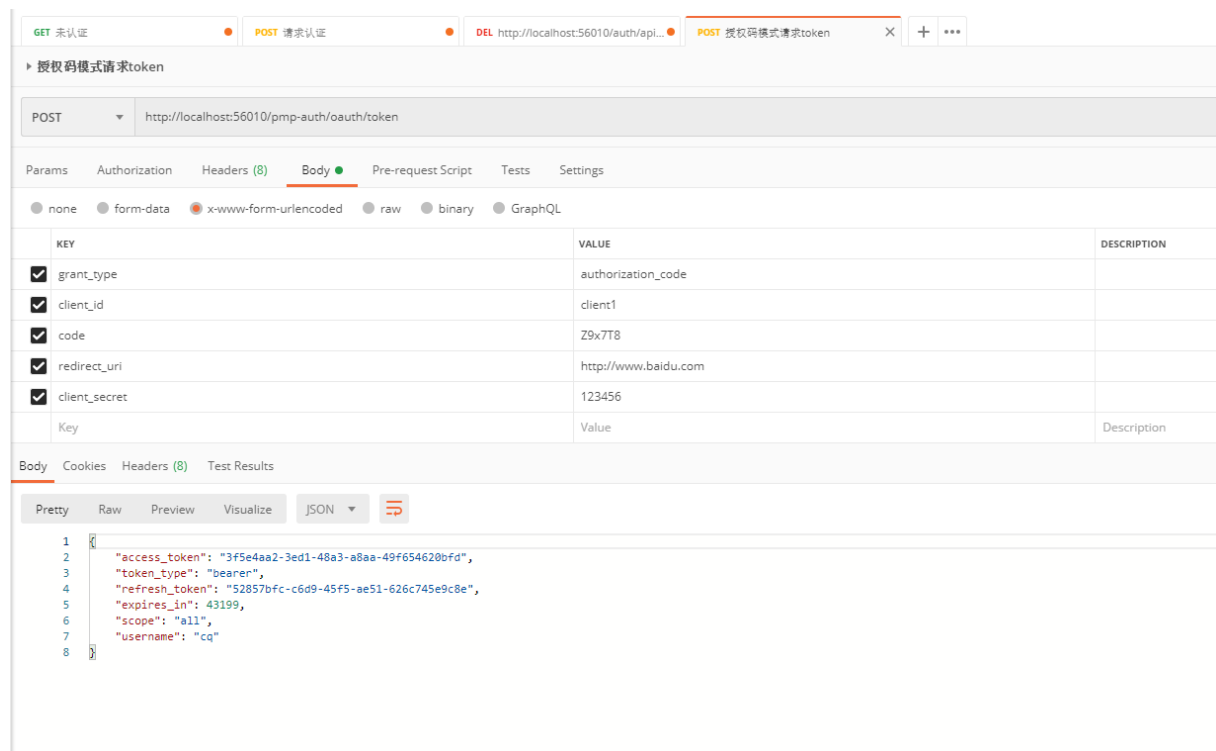 GET 未认证 POST 请求认证 DEL http://localhost:56010/auth/api... POST 授权码模式请求token
授权码模式请求token
POST http://localhost:56010/pmp-auth/oauth/token
Params Authorization Headers (8) Body Pre-request Script Tests Settings
none form-data x-www-form-urlencoded raw binary GraphQL
KEY VALUE DESCRIPTION
grant_type authorization_code
client_id client1
code Z9x7T8
redirect_uri http://www.baidu.com
client_secret 123456
Key Value Description
Body Cookies Headers (8) Test Results
Pretty Raw Preview Visualize JSON
1 {
2 "access_token": "3f5e4aa2-3ed1-48a3-a8aa-49f654620bfd",
3 "token_type": "bearer",
4 "refresh_token": "52857bfc-c6d9-45f5-ae51-626c745e9c8e",
5 "expires_in": 43199,
6 "scope": "all",
7 "username": "cq"
8 }